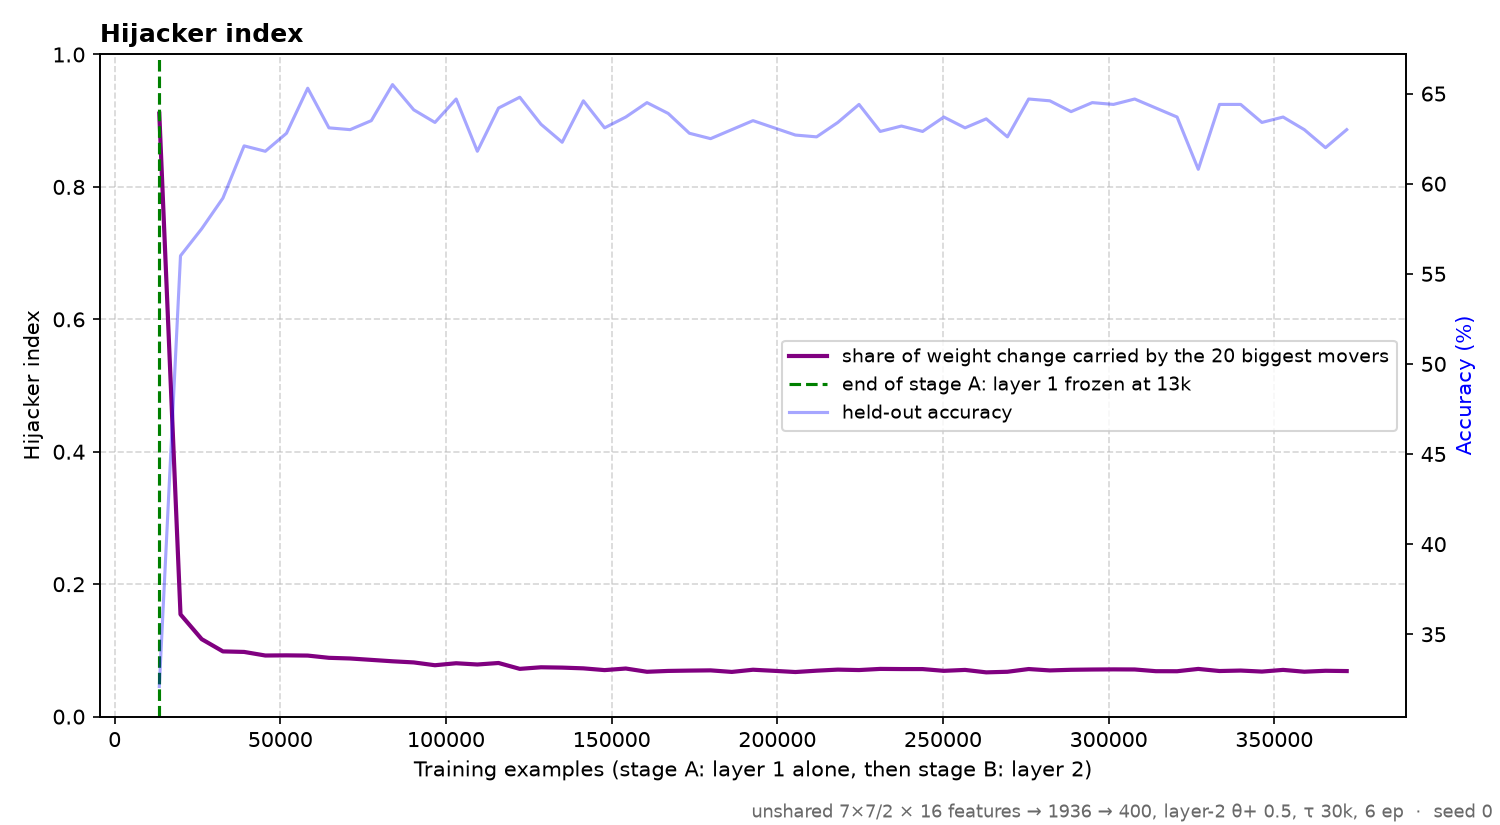 Hijacker index
1.0
0.8
0.6
0.4
0.2
0.0
Hijacker index
65
60
55
50
45
40
35
Accuracy (%)
share of weight change carried by the 20 biggest movers
end of stage A: layer 1 frozen at 13k
held-out accuracy
0 50000 100000 150000 200000 250000 300000 350000
Training examples (stage A: layer 1 alone, then stage B: layer 2)
unshared 7×7/2 × 16 features → 1936 → 400, layer-2 θ+ 0.5, τ 30k, 6 ep · seed 0